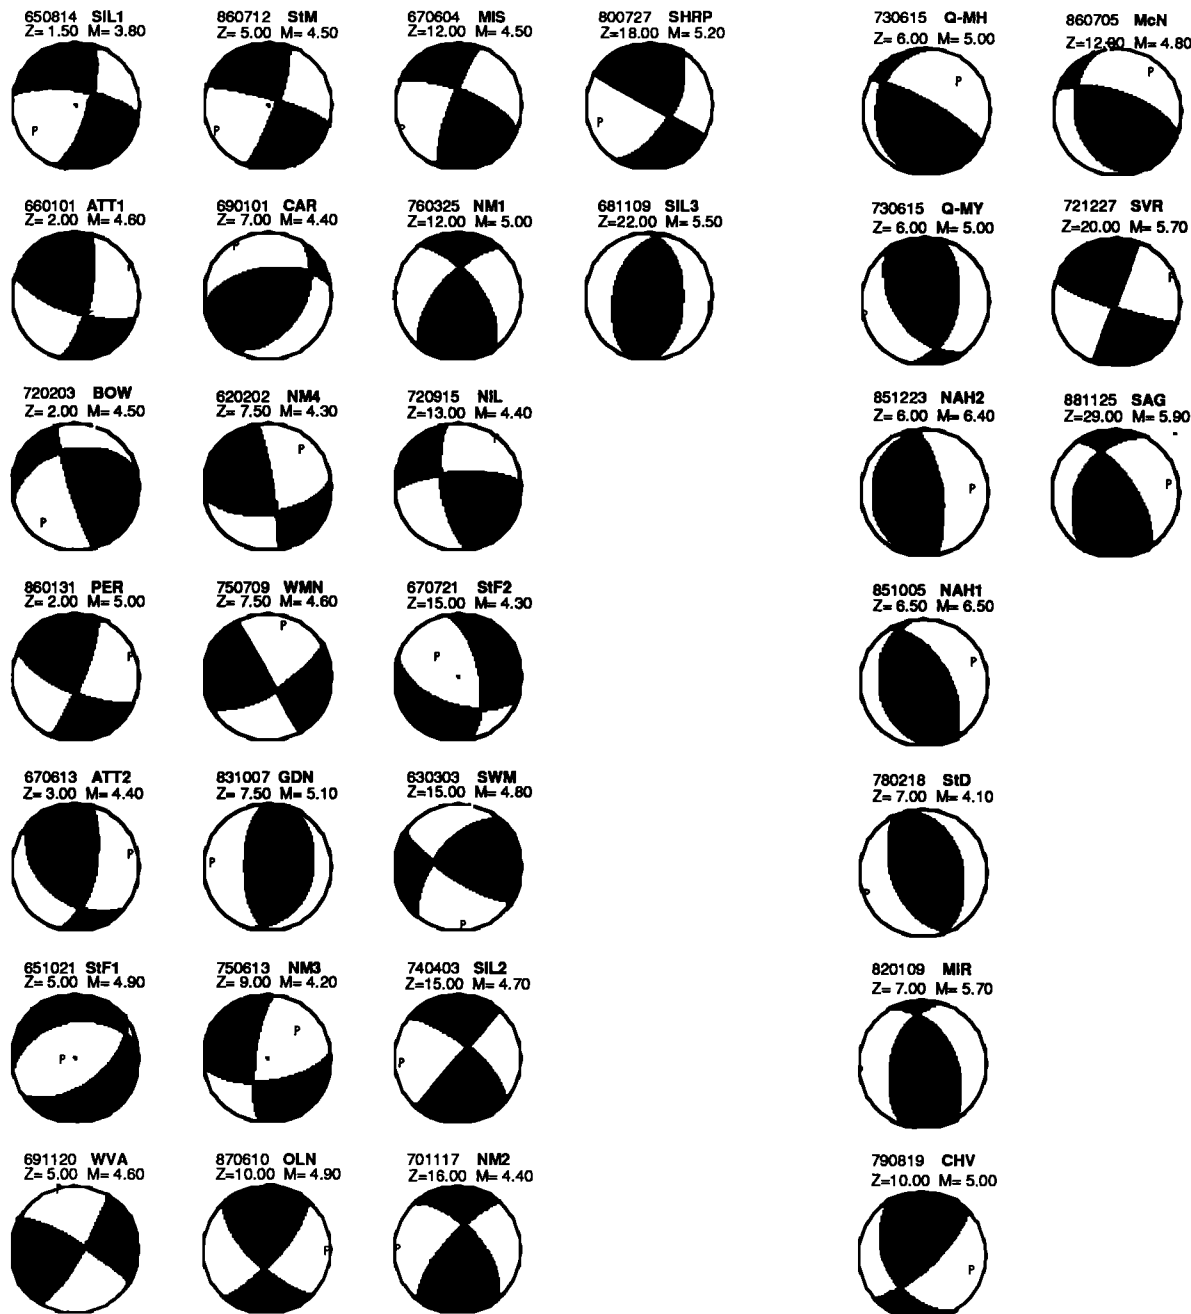 650814 SIL1
Z= 1.50 M= 3.80
P
860712 StM
Z= 5.00 M= 4.50
P
670604 MIS
Z=12.00 M= 4.50
P
800727 SHRP
Z=18.00 M= 5.20
P
730615 Q-MH
Z= 6.00 M= 5.00
P
860705 McN
Z=12.00 M= 4.80
P
660101 ATT1
Z= 2.00 M= 4.60
P
690101 CAR
Z= 7.00 M= 4.40
P
760325 NM1
Z=12.00 M= 5.00
681109 SIL3
Z=22.00 M= 5.50
730615 Q-MY
Z= 6.00 M= 5.00
P
721227 SVR
Z=20.00 M= 5.70
P
720203 BOW
Z= 2.00 M= 4.50
P
620202 NM4
Z= 7.50 M= 4.30
P
720915 NIL
Z=13.00 M= 4.40
851223 NAH2
Z= 6.00 M= 6.40
P
881125 SAG
Z=29.00 M= 5.90
P
860131 PER
Z= 2.00 M= 5.00
P
750709 WMN
Z= 7.50 M= 4.60
P
670721 StF2
Z=15.00 M= 4.30
P
851005 NAH1
Z= 6.50 M= 6.50
P
670613 ATT2
Z= 3.00 M= 4.40
P
831007 GDN
Z= 7.50 M= 5.10
P
630303 SWM
Z=15.00 M= 4.80
P
780218 StD
Z= 7.00 M= 4.10
P
651021 StF1
Z= 5.00 M= 4.90
P
750613 NM3
Z= 9.00 M= 4.20
P
740403 SIL2
Z=15.00 M= 4.70
P
820109 MIR
Z= 7.00 M= 5.70
691120 WVA
Z= 5.00 M= 4.60
P
870610 OLN
Z=10.00 M= 4.90
P
701117 NM2
Z=16.00 M= 4.40
P
790819 CHV
Z=10.00 M= 5.00
P